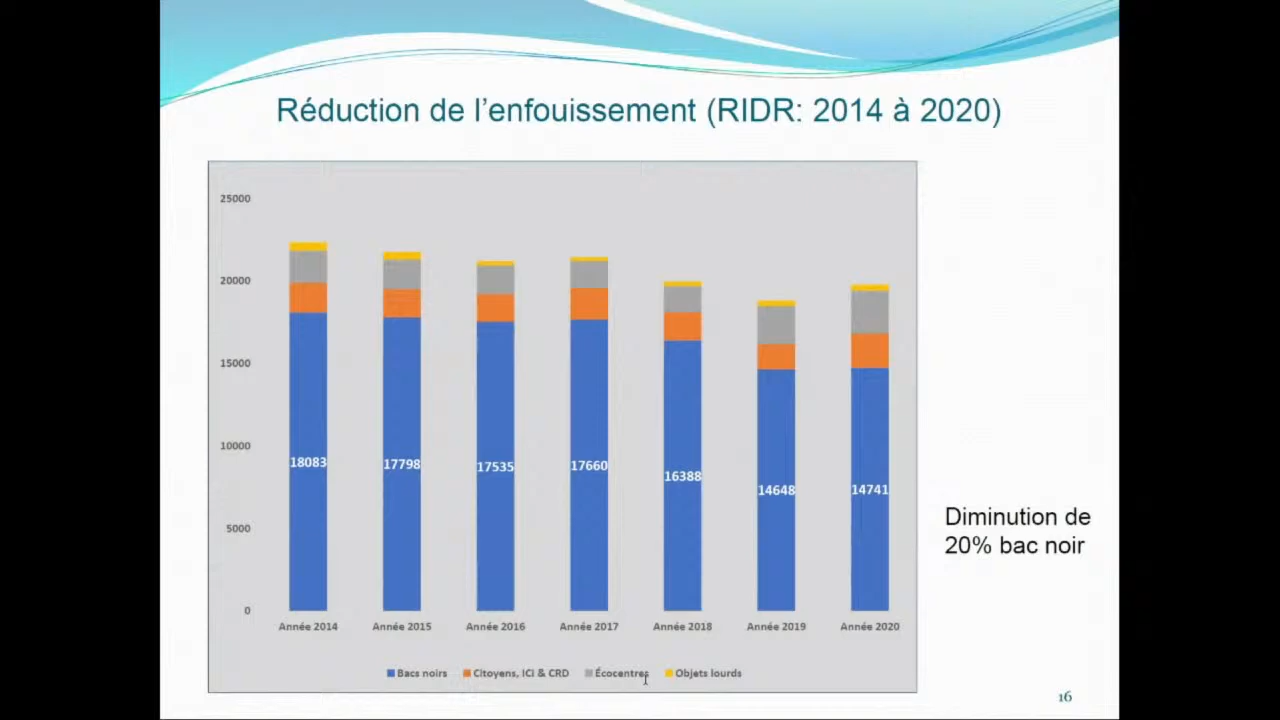 Réduction de l’enfouissement (RIDR: 2014 à 2020)
25000
20000
15000
10000
5000
0
18083
17798
17535
17660
16388
14648
14741
Année 2014
Année 2015
Année 2016
Année 2017
Année 2018
Année 2019
Année 2020
Bacs noirs
Citoyens, ICI & CRD
Écocentres
Objets lourds
Diminution de
20% bac noir
16